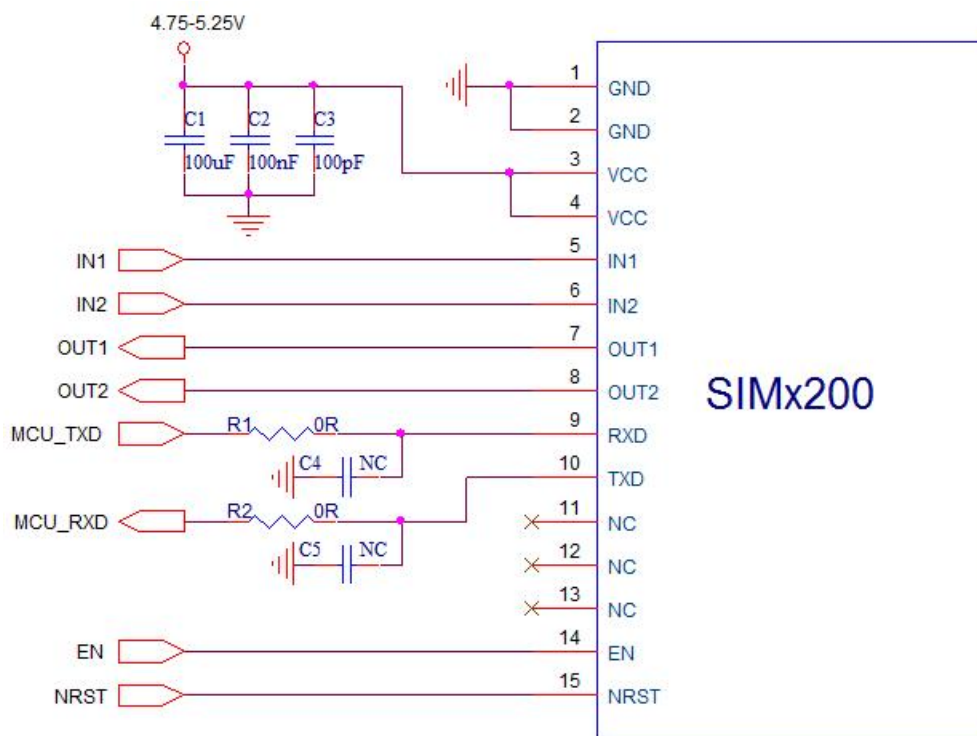 4.75-5.25V
C1 C2 C3
100uF 100nF 100pF
1 GND
2 GND
3 VCC
4 VCC
IN1 5 IN1
IN2 6 IN2
OUT1 7 OUT1
OUT2 8 OUT2
SIMx200
MCU_TXD R1 0R 9 RXD
C4 NC
10 TXD
MCU_RXD R2 0R
11 NC
C5 NC
12 NC
13 NC
EN 14 EN
NRST 15 NRST